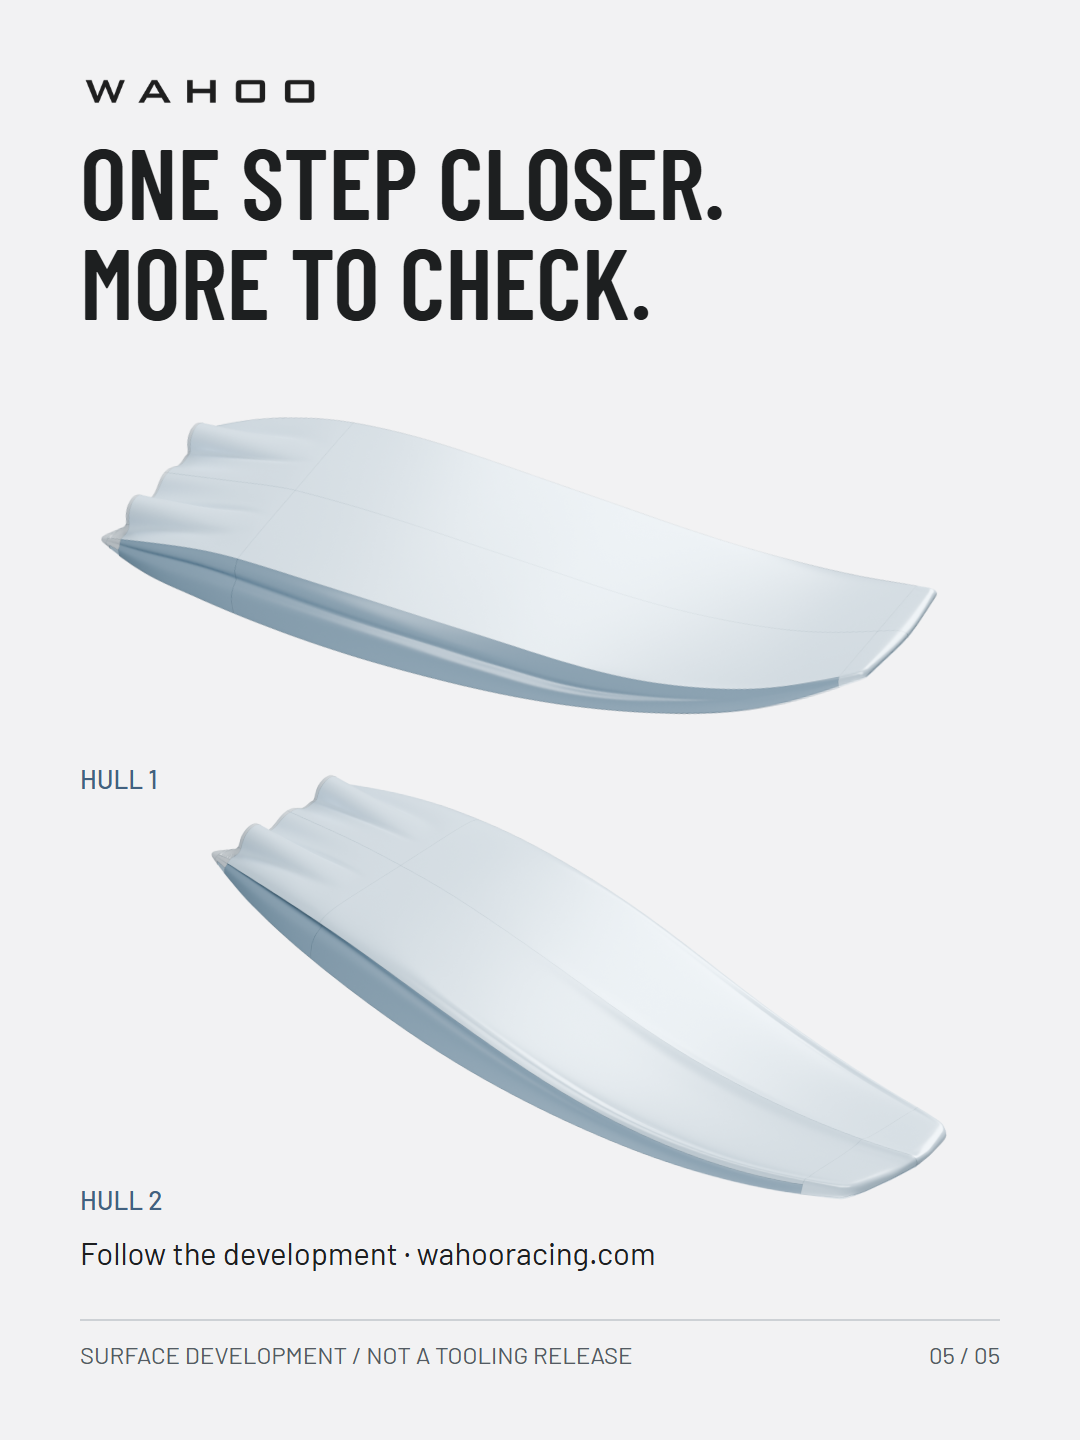 WAHOO
ONE STEP CLOSER.
MORE TO CHECK.
HULL 1
HULL 2
Follow the development · wahooracing.com
SURFACE DEVELOPMENT / NOT A TOOLING RELEASE
05 / 05